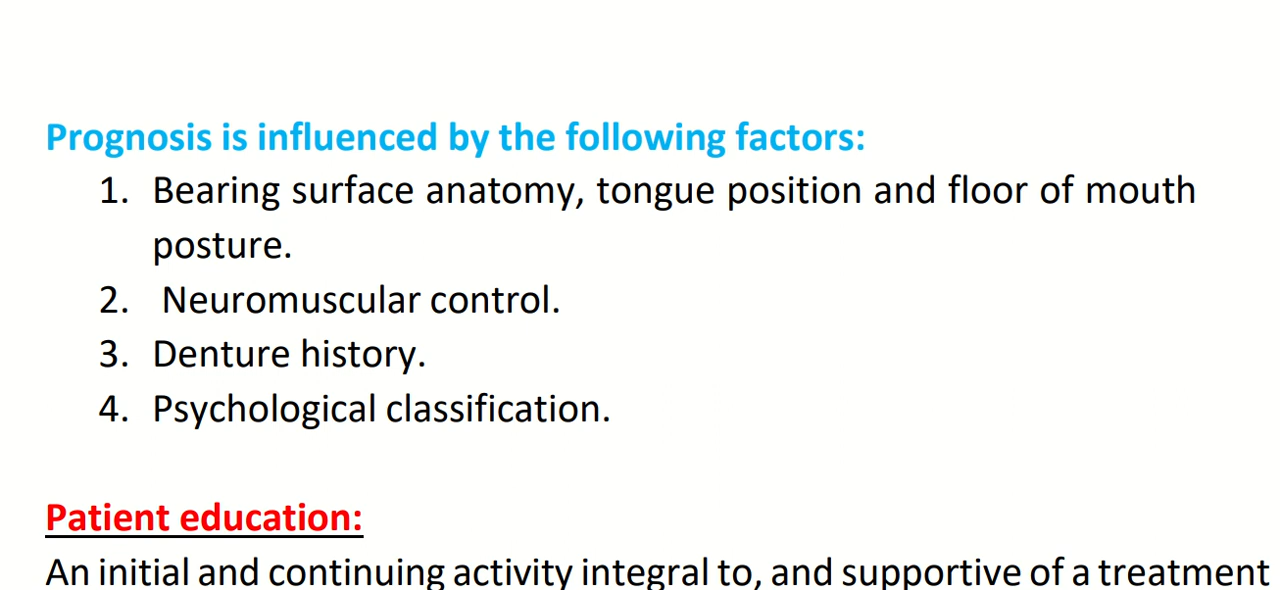 Prognosis is influenced by the following factors:
1. Bearing surface anatomy, tongue position and floor of mouth
posture.
2. Neuromuscular control.
3. Denture history.
4. Psychological classification.
Patient education:
An initial and continuing activity integral to, and supportive of a treatment